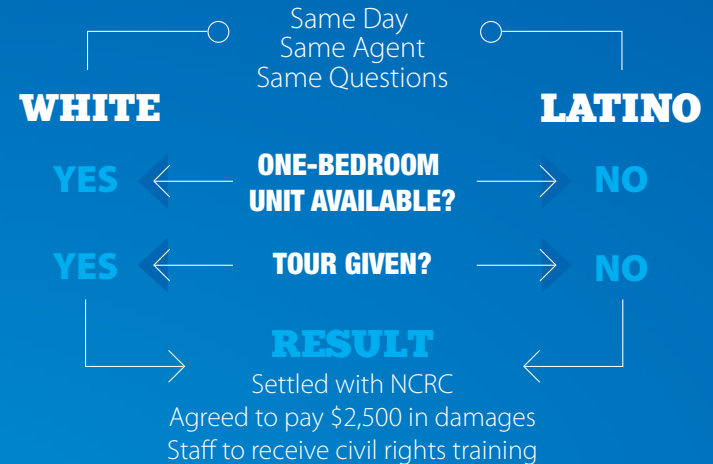 Same Day
Same Agent
Same Questions
WHITE
LATINO
YES
ONE-BEDROOM
UNIT AVAILABLE?
NO
YES
TOUR GIVEN?
NO
RESULT
Settled with NCRC
Agreed to pay $2,500 in damages
Staff to receive civil rights training